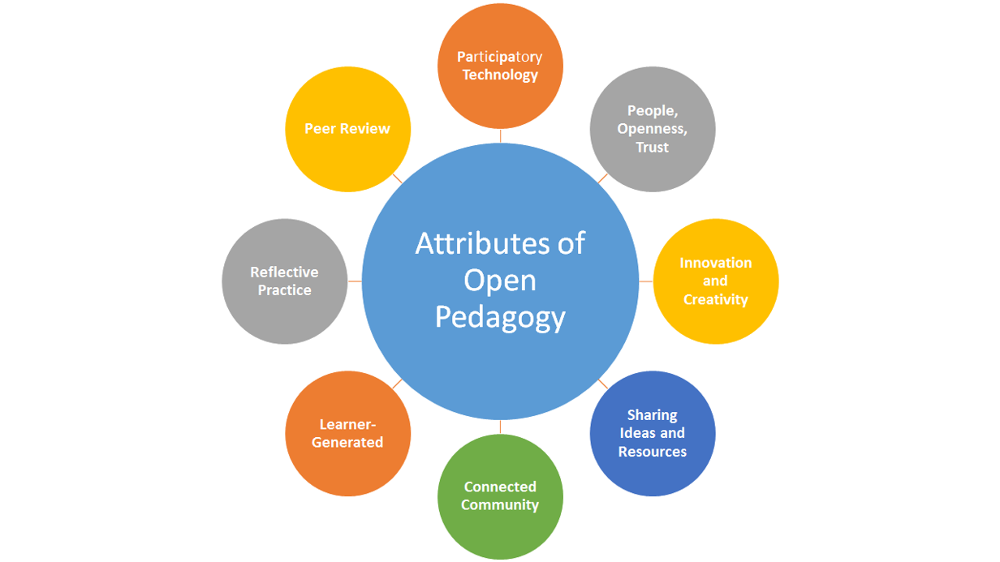 Participatory
Technology
People,
Openness,
Trust
Innovation
and
Creativity
Sharing
Ideas and
Resources
Connected
Community
Learner-
Generated
Reflective
Practice
Peer Review
Attributes of
Open
Pedagogy